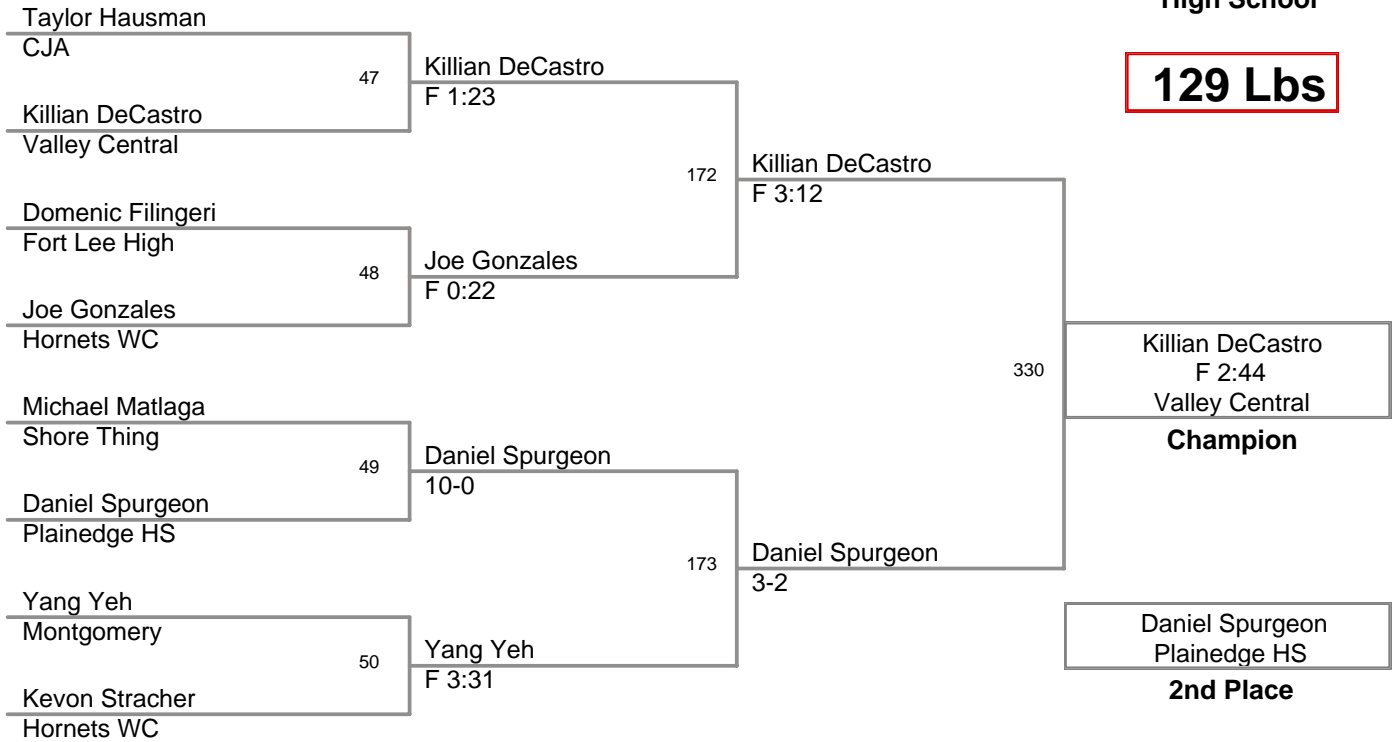 High School
129 Lbs
Taylor Hausman
CJA
47
Killian DeCastro
Valley Central
Killian DeCastro
F 1:23
Domenic Filingeri
Fort Lee High
48
Joe Gonzales
Hornets WC
Joe Gonzales
F 0:22
172
Killian DeCastro
F 3:12
Michael Matlaga
Shore Thing
49
Daniel Spurgeon
Plainedge HS
Daniel Spurgeon
10-0
Yang Yeh
Montgomery
50
Kevon Stracher
Hornets WC
Yang Yeh
F 3:31
173
Daniel Spurgeon
3-2
330
Killian DeCastro
F 2:44
Valley Central
Champion
Daniel Spurgeon
Plainedge HS
2nd Place